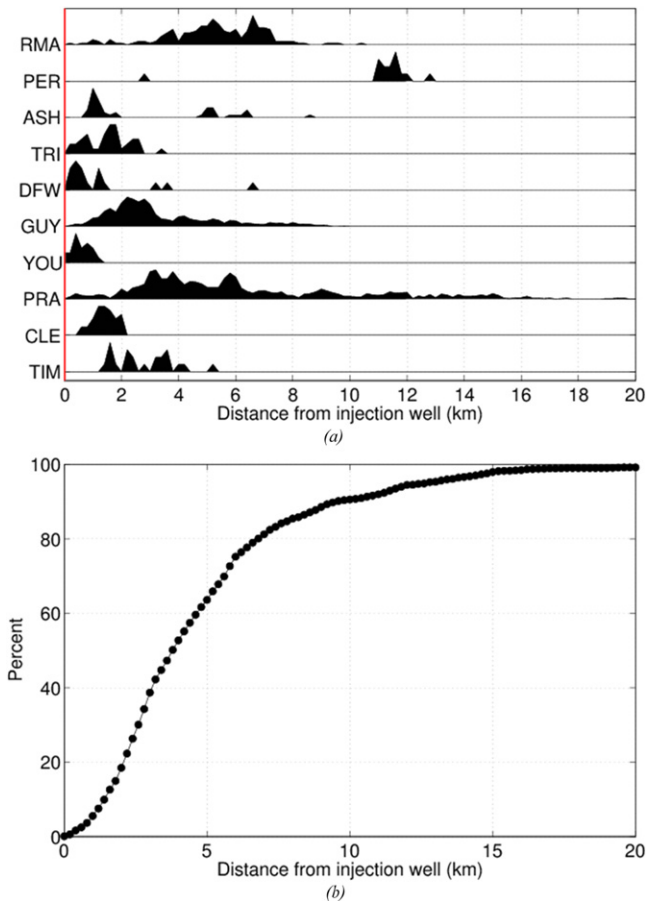 RMA
PER
ASH
TRI
DFW
GUY
YOU
PRA
CLE
TIM
0 2 4 6 8 10 12 14 16 18 20
Distance from injection well (km)
(a)
100
80
60
40
20
0
Percent
0 5 10 15 20
Distance from injection well (km)
(b)